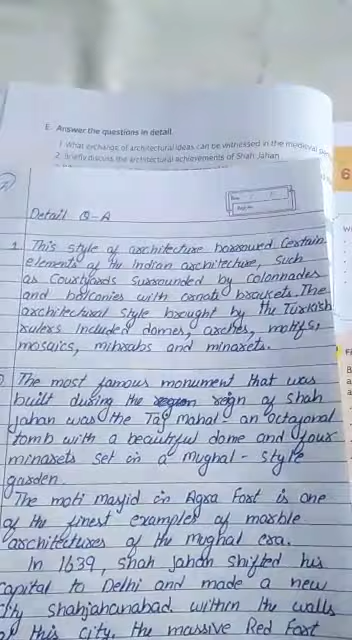 E. Answer the questions in detail
1. What exchange of architectural ideas can be witnessed in the medieval
2. Briefly discuss the architectural achievements of Shah Jahan
6
Detail Q-A
1 This style of architecture borrowed Certain
elements of the Indian architecture, Such
as Courtyards Surrounded by Colonnades
and balconies with ornate brackets. The
architectural style brought by the Turkish
rulers Included domes, arches, motifs,
mosaics, mihrabs and minarets.
The most famous monument that was
built during the reign of Shah
Jahan was the Taj Mahal - an octagonal
tomb with a beautiful dome and four
minarets set in a mughal - style
garden.
The moti masjid in Agra Fort is one
of the finest examples of marble
architectures of the mughal era.
In 1639, shah Jahan shifted his
capital to Delhi and made a new
city shahjahanabad. within the walls
of this city, the massive Red Fort